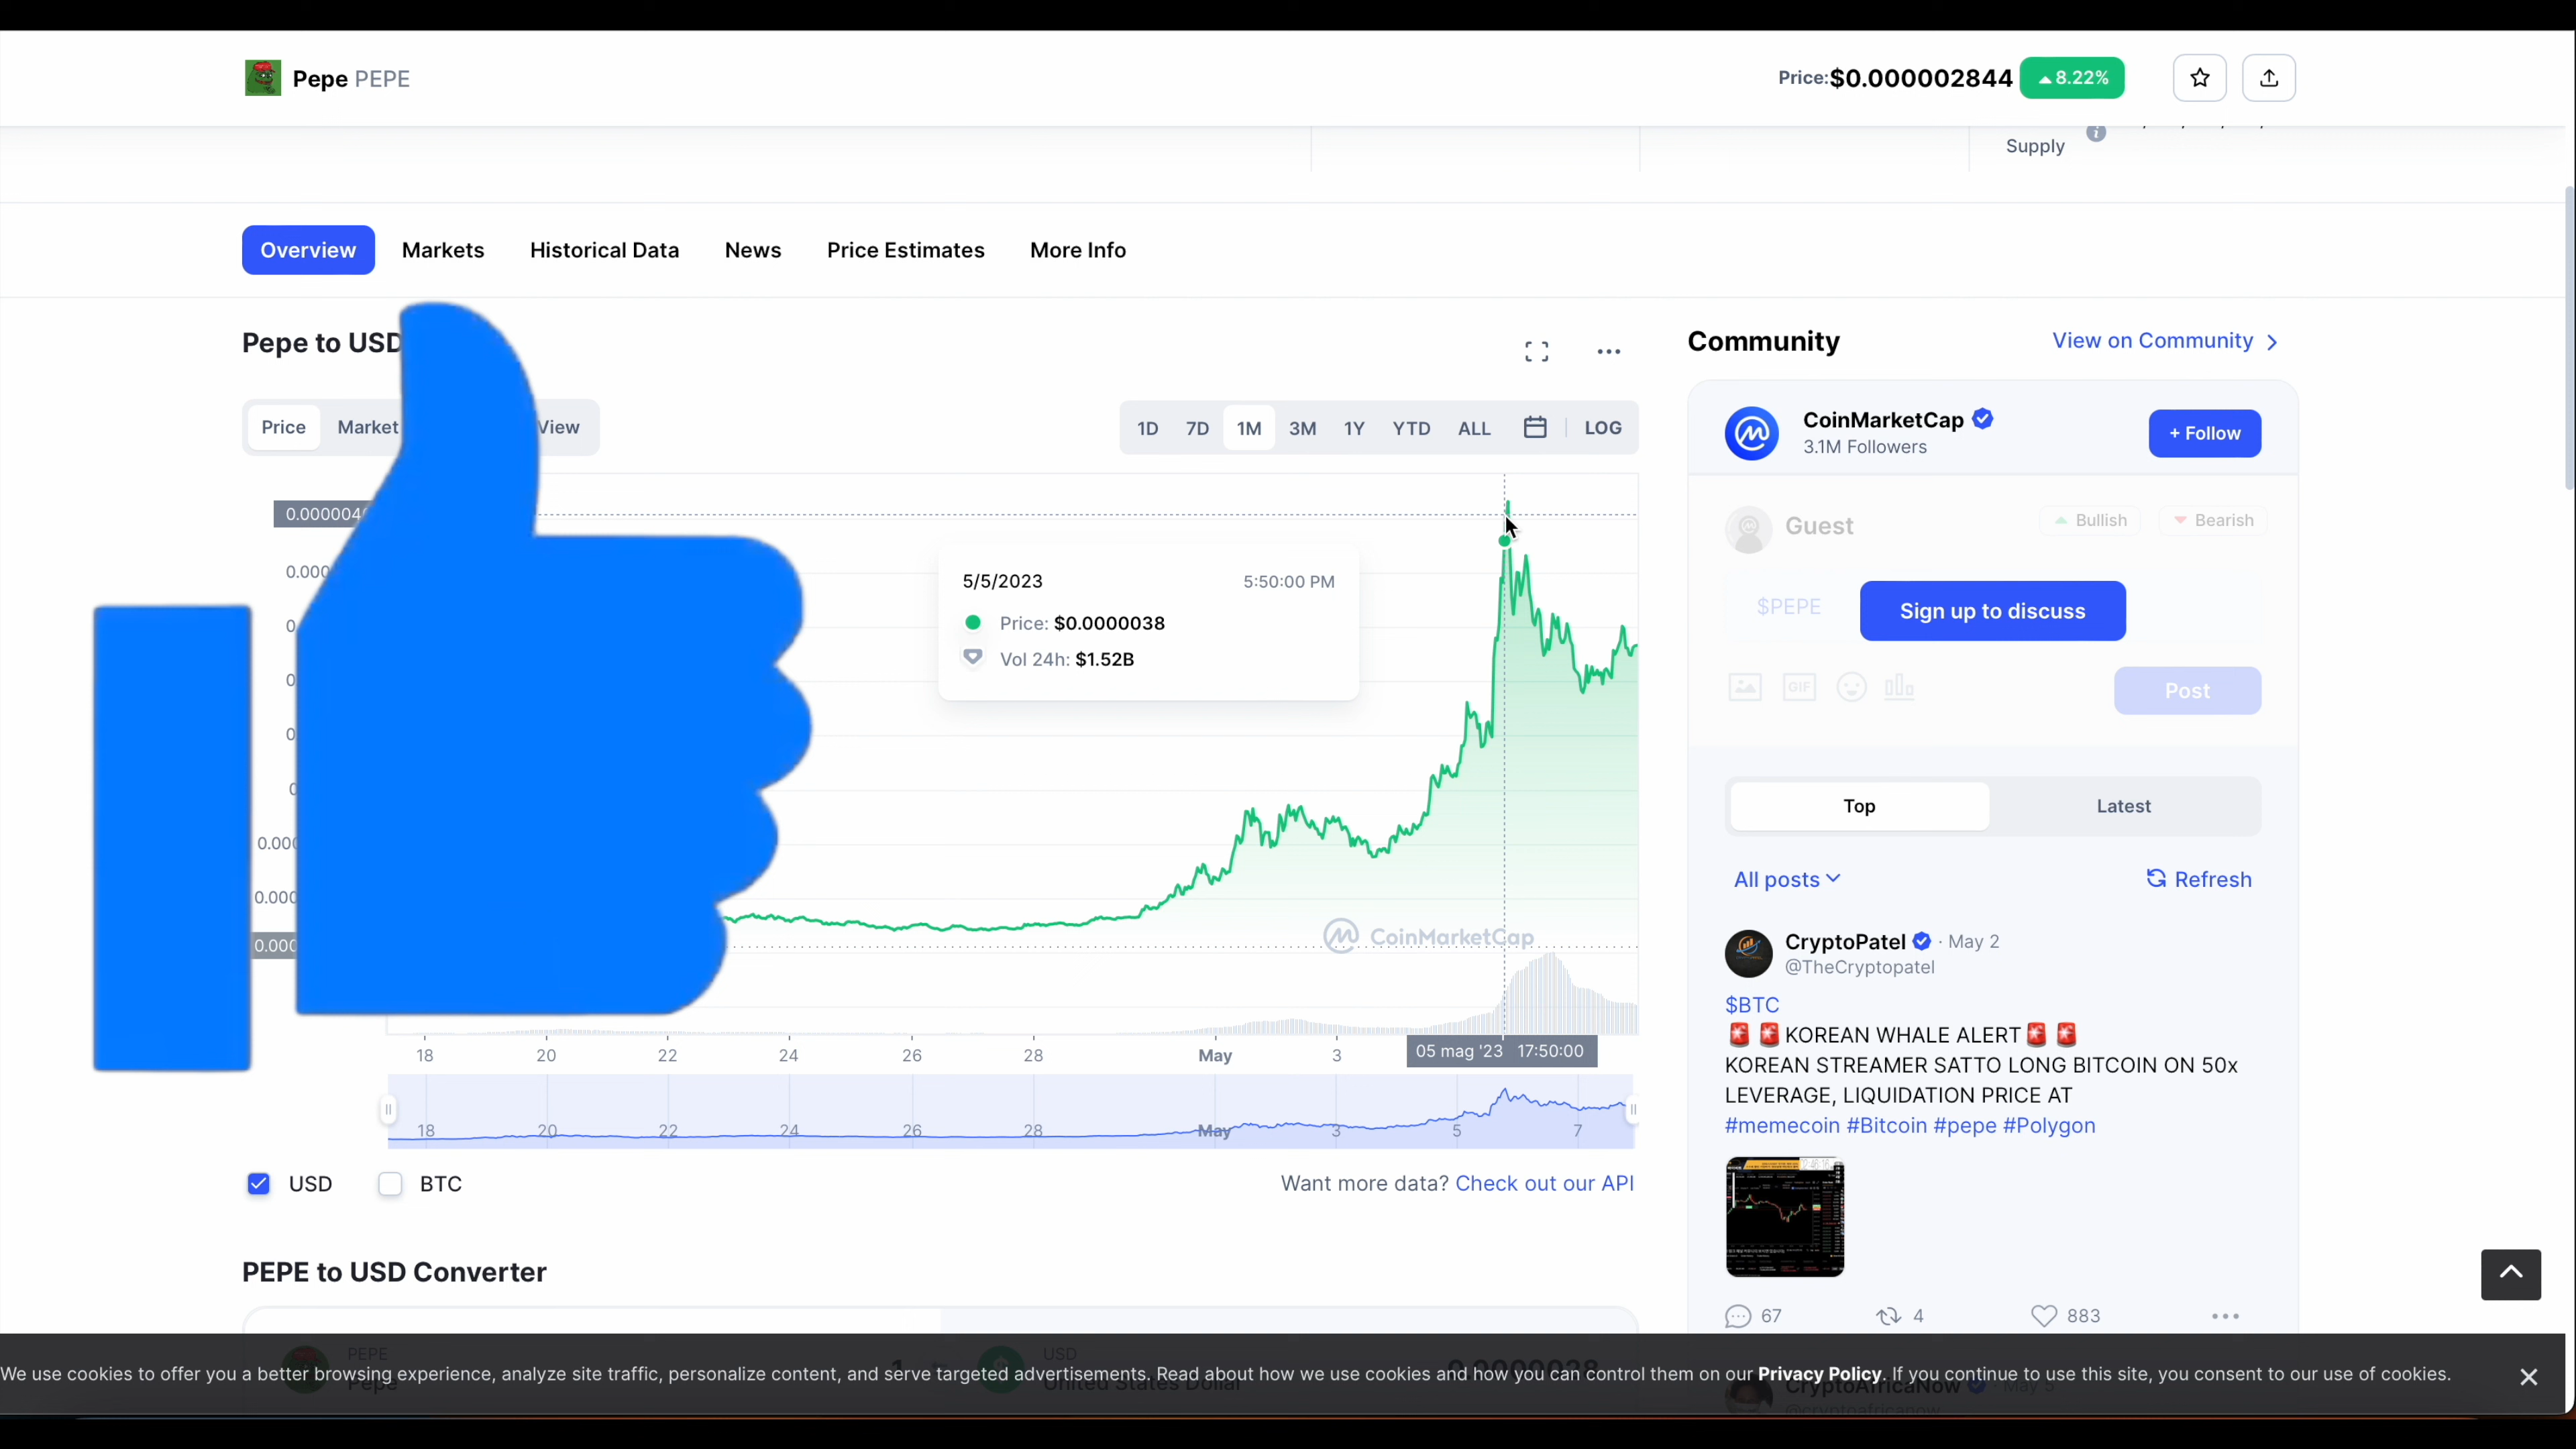 Pepe PEPE
Price:$0.000002844 8.22%
Supply
Overview Markets Historical Data News Price Estimates More Info
Pepe to USD
Price Market View
1D 7D 1M 3M 1Y YTD ALL LOG
5/5/2023 5:50:00 PM
Price: $0.0000038
Vol 24h: $1.52B
CoinMarketCap
18 20 22 24 26 28 May 3
05 mag '23 17:50:00
18 20 22 24 26 28 May 3 5 7
USD BTC
Want more data? Check out our API
PEPE to USD Converter
Community View on Community
CoinMarketCap
3.1M Followers
+ Follow
Guest Bullish Bearish
$PEPE
Sign up to discuss
GIF
Post
Top Latest
All posts Refresh
CryptoPatel · May 2
@TheCryptopatel
$BTC
🚨🚨KOREAN WHALE ALERT🚨🚨
KOREAN STREAMER SATTO LONG BITCOIN ON 50x
LEVERAGE, LIQUIDATION PRICE AT
#memecoin #Bitcoin #pepe #Polygon
67 4 883
PEPE
Pepe
USD
United States Dollar
We use cookies to offer you a better browsing experience, analyze site traffic, personalize content, and serve targeted advertisements. Read about how we use cookies and how you can control them on our Privacy Policy. If you continue to use this site, you consent to our use of cookies.
CryptoAfricaNow
@cryptoafricanow